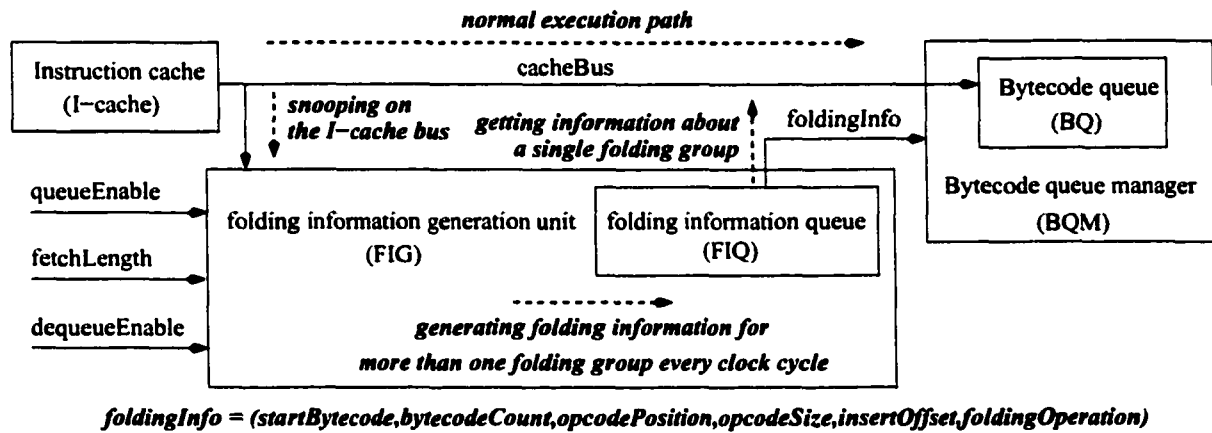 normal execution path
Instruction cache
(I-cache)
cacheBus
snooping on
the I-cache bus
getting information about
a single folding group
foldingInfo
Bytecode queue
(BQ)
Bytecode queue manager
(BQM)
queueEnable
fetchLength
dequeueEnable
folding information generation unit
(FIG)
folding information queue
(FIQ)
generating folding information for
more than one folding group every clock cycle
foldingInfo = (startBytecode,bytecodeCount,opcodePosition,opcodeSize,insertOffset,foldingOperation)